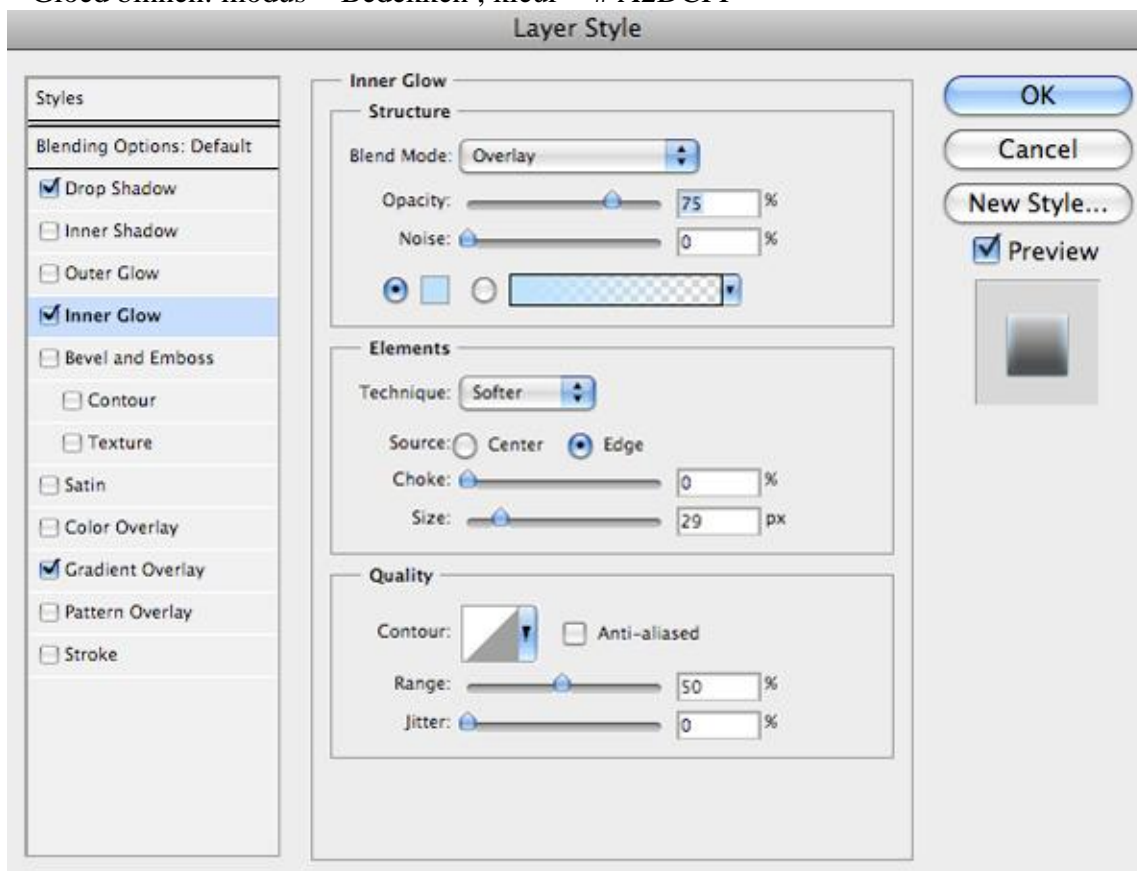 Layer Style
Styles
Blending Options: Default
Drop Shadow
Inner Shadow
Outer Glow
Inner Glow
Bevel and Emboss
Contour
Texture
Satin
Color Overlay
Gradient Overlay
Pattern Overlay
Stroke
Inner Glow
Structure
Blend Mode: Overlay
Opacity: 75 %
Noise: 0 %
Elements
Technique: Softer
Source: Center Edge
Choke: 0 %
Size: 29 px
Quality
Contour: Anti-aliased
Range: 50 %
Jitter: 0 %
OK
Cancel
New Style...
Preview